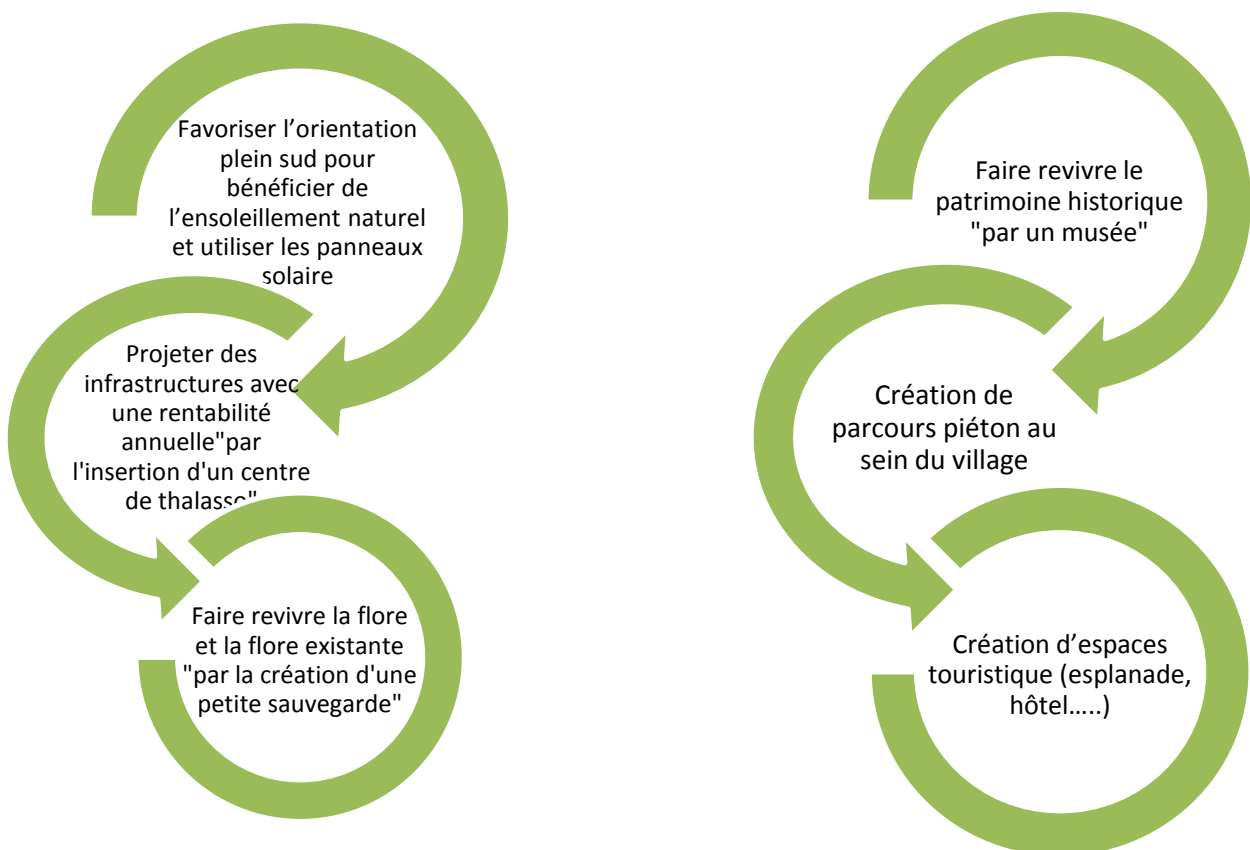 Favoriser l’orientation
plein sud pour
bénéficier de
l’ensoleillement naturel
et utiliser les panneaux
solaire
Projeter des
infrastructures avec
une rentabilité
annuelle"par
l'insertion d'un centre
de thalasso"
Faire revivre la flore
et la flore existante
"par la création d'une
petite sauvegarde"
Faire revivre le
patrimoine historique
"par un musée"
Création de
parcours piéton au
sein du village
Création d’espaces
touristique (esplanade,
hôtel…..)